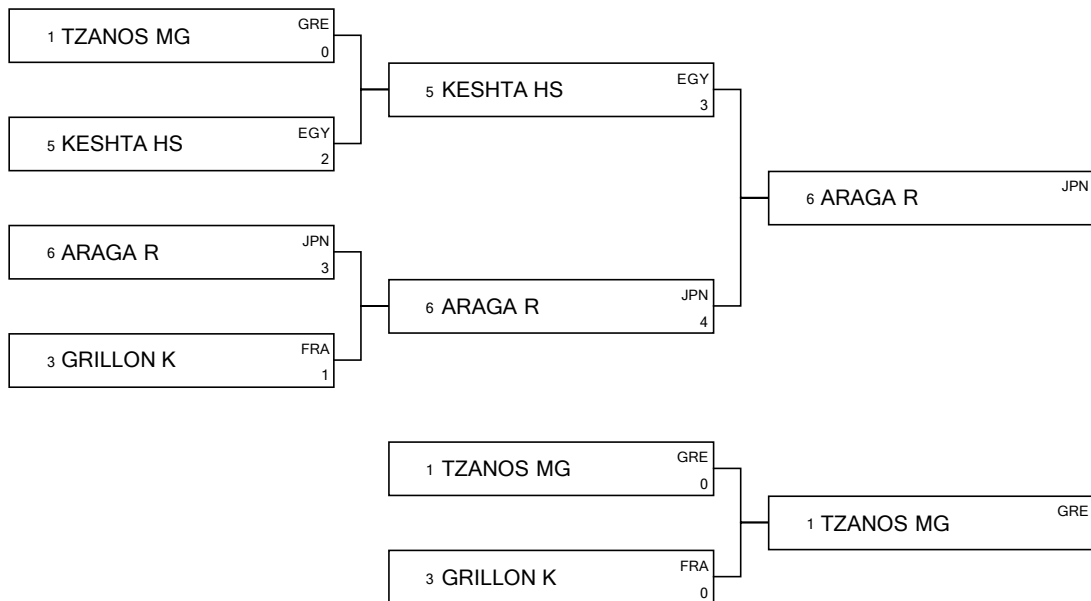 1 TZANOS MG GRE
0
5 KESHTA HS EGY
2
6 ARAGA R JPN
3
3 GRILLON K FRA
1
5 KESHTA HS EGY
3
6 ARAGA R JPN
4
6 ARAGA R JPN
1 TZANOS MG GRE
0
3 GRILLON K FRA
0
1 TZANOS MG GRE